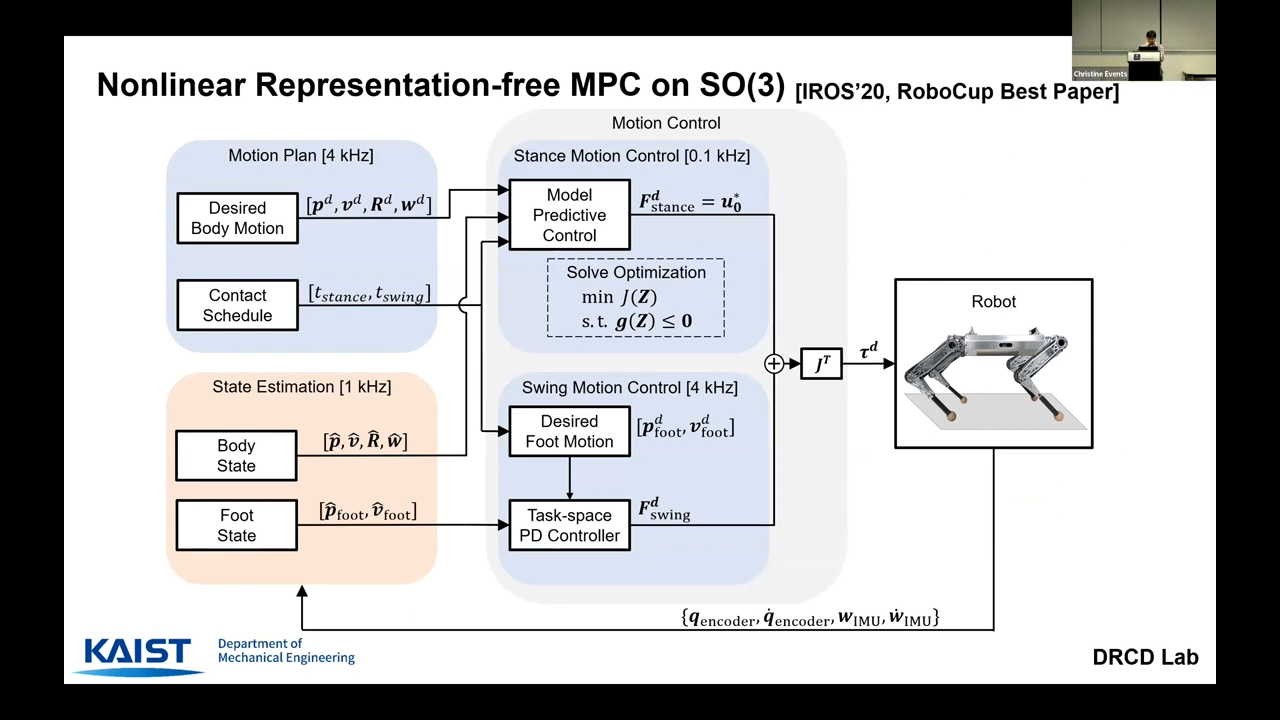 Christine Events
Nonlinear Representation-free MPC on SO(3) [IROS'20, RoboCup Best Paper]
Motion Control
Motion Plan [4 kHz]
Desired
Body Motion
[p^d, v^d, R^d, w^d]
Contact
Schedule
[t_stance, t_swing]
Stance Motion Control [0.1 kHz]
Model
Predictive
Control
F^d_stance = u_0^*
Solve Optimization
min J(Z)
s.t. g(Z) ≤ 0
State Estimation [1 kHz]
Body
State
[p̂, v̂, R̂, ŵ]
Foot
State
[p̂_foot, v̂_foot]
Swing Motion Control [4 kHz]
Desired
Foot Motion
[p^d_foot, v^d_foot]
Task-space
PD Controller
F^d_swing
+
J^T
τ^d
Robot
{q_encoder, q̇_encoder, w_IMU, ẇ_IMU}
KAIST
Department of
Mechanical Engineering
DRCD Lab